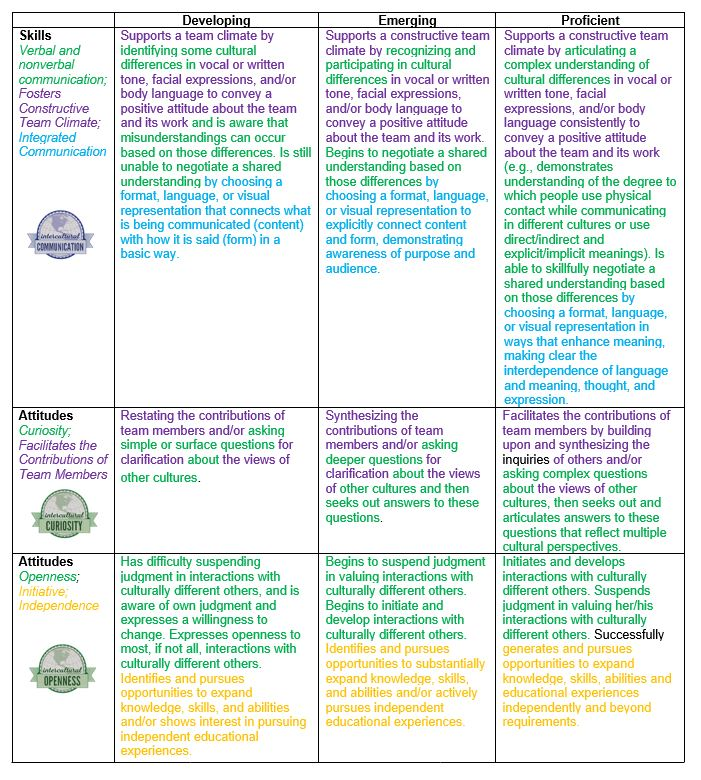 Developing
Emerging
Proficient
Skills
Verbal and
nonverbal
communication;
Fosters
Constructive
Team Climate;
Integrated
Communication
intercultural
COMMUNICATION
Supports a team climate by
identifying some cultural
differences in vocal or written
tone, facial expressions, and/or
body language to convey a
positive attitude about the team
and its work and is aware that
misunderstandings can occur
based on those differences. Is still
unable to negotiate a shared
understanding by choosing a
format, language, or visual
representation that connects what
is being communicated (content)
with how it is said (form) in a
basic way.
Supports a constructive team
climate by recognizing and
participating in cultural
differences in vocal or written
tone, facial expressions,
and/or body language to
convey a positive attitude
about the team and its work.
Begins to negotiate a shared
understanding based on
those differences by
choosing a format, language,
or visual representation to
explicitly connect content
and form, demonstrating
awareness of purpose and
audience.
Supports a constructive team
climate by articulating a
complex understanding of
cultural differences in vocal or
written tone, facial
expressions, and/or body
language consistently to
convey a positive attitude
about the team and its work
(e.g., demonstrates
understanding of the degree to
which people use physical
contact while communicating
in different cultures or use
direct/indirect and
explicit/implicit meanings). Is
able to skillfully negotiate a
shared understanding based
on those differences by
choosing a format, language,
or visual representation in
ways that enhance meaning,
making clear the
interdependence of language
and meaning, thought, and
expression.
Attitudes
Curiosity;
Facilitates the
Contributions of
Team Members
intercultural
CURIOSITY
Restating the contributions of
team members and/or asking
simple or surface questions for
clarification about the views of
other cultures.
Synthesizing the
contributions of team
members and/or asking
deeper questions for
clarification about the views
of other cultures and then
seeks out answers to these
questions.
Facilitates the contributions of
team members by building
upon and synthesizing the
inquiries of others and/or
asking complex questions
about the views of other
cultures, then seeks out and
articulates answers to these
questions that reflect multiple
cultural perspectives.
Attitudes
Openness;
Initiative;
Independence
intercultural
OPENNESS
Has difficulty suspending
judgment in interactions with
culturally different others, and is
aware of own judgment and
expresses a willingness to
change. Expresses openness to
most, if not all, interactions with
culturally different others.
Identifies and pursues
opportunities to expand
knowledge, skills, and abilities
and/or shows interest in pursuing
independent educational
experiences.
Begins to suspend judgment
in valuing interactions with
culturally different others.
Begins to initiate and
develop interactions with
culturally different others.
Identifies and pursues
opportunities to substantially
expand knowledge, skills,
and abilities and/or actively
pursues independent
educational experiences.
Initiates and develops
interactions with culturally
different others. Suspends
judgment in valuing her/his
interactions with culturally
different others. Successfully
generates and pursues
opportunities to expand
knowledge, skills, abilities and
educational experiences
independently and beyond
requirements.